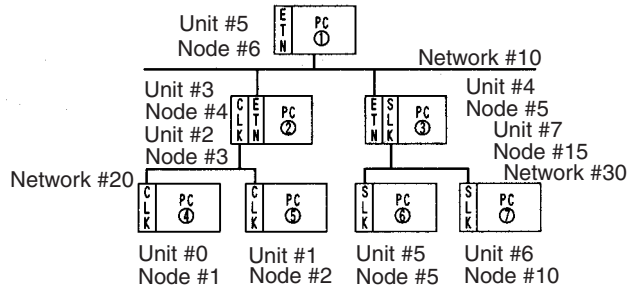 Unit #5
Node #6
ETN
PC
①
Network #10
Unit #3
Node #4
Unit #2
Node #3
CLK
ETN
PC
②
ETN
SLK
PC
③
Unit #4
Node #5
Unit #7
Node #15
Network #30
Network #20
CLK
PC
④
CLK
PC
⑤
SLK
PC
⑥
SLK
PC
⑦
Unit #0
Node #1
Unit #1
Node #2
Unit #5
Node #5
Unit #6
Node #10